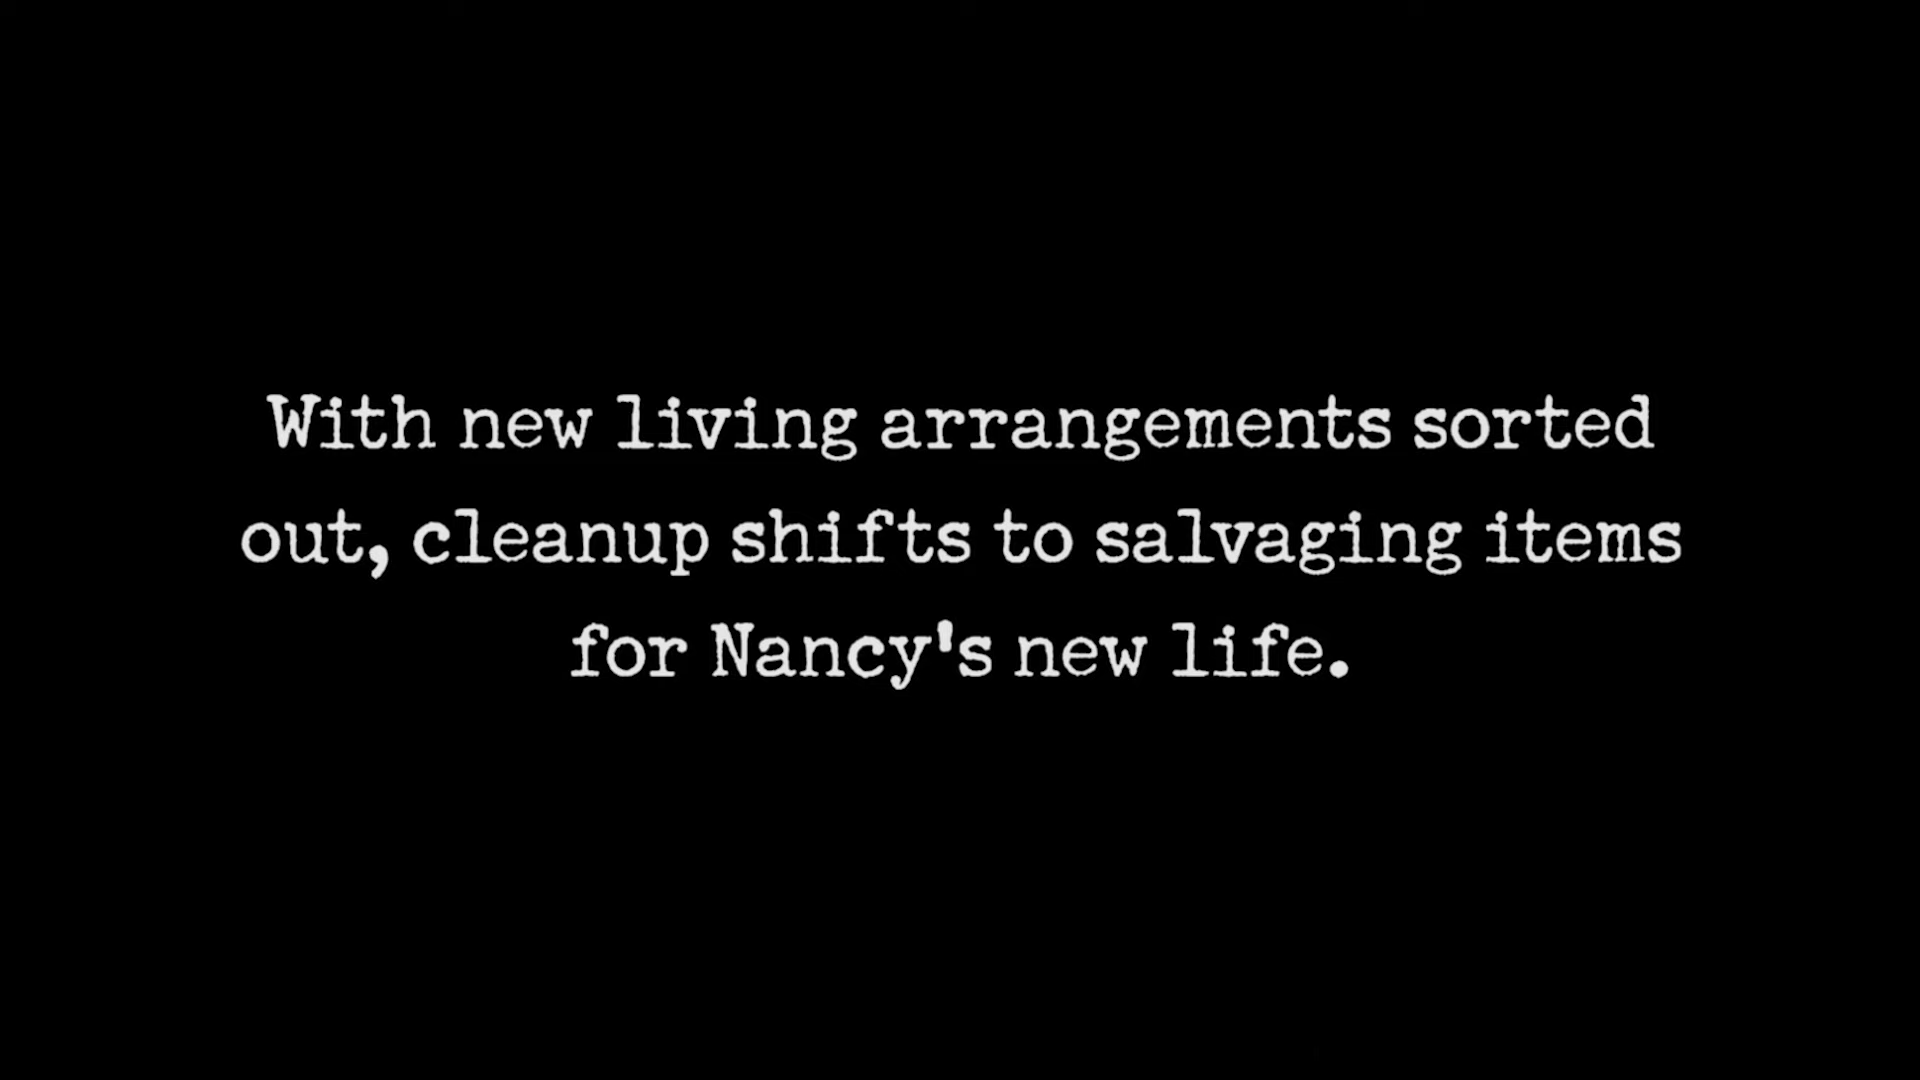 With new living arrangements sorted
out, cleanup shifts to salvaging items
for Nancy's new life.